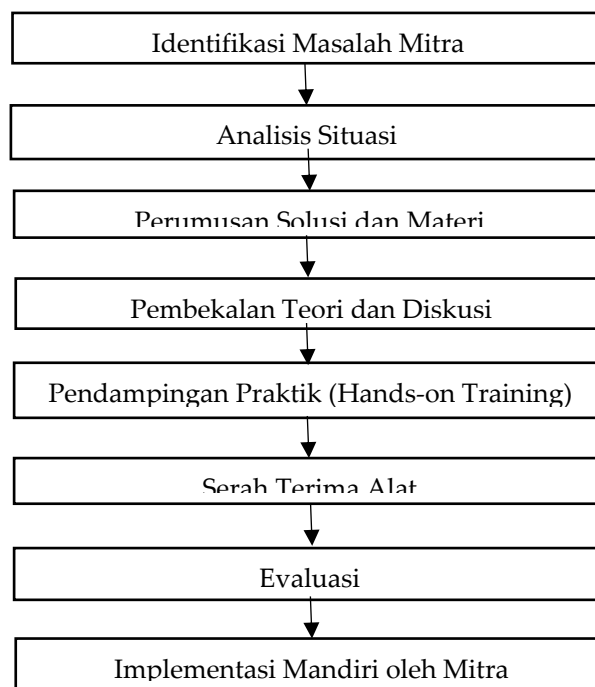 Identifikasi Masalah Mitra
Analisis Situasi
Perumusan Solusi dan Materi
Pembekalan Teori dan Diskusi
Pendampingan Praktik (Hands-on Training)
Serah Terima Alat
Evaluasi
Implementasi Mandiri oleh Mitra